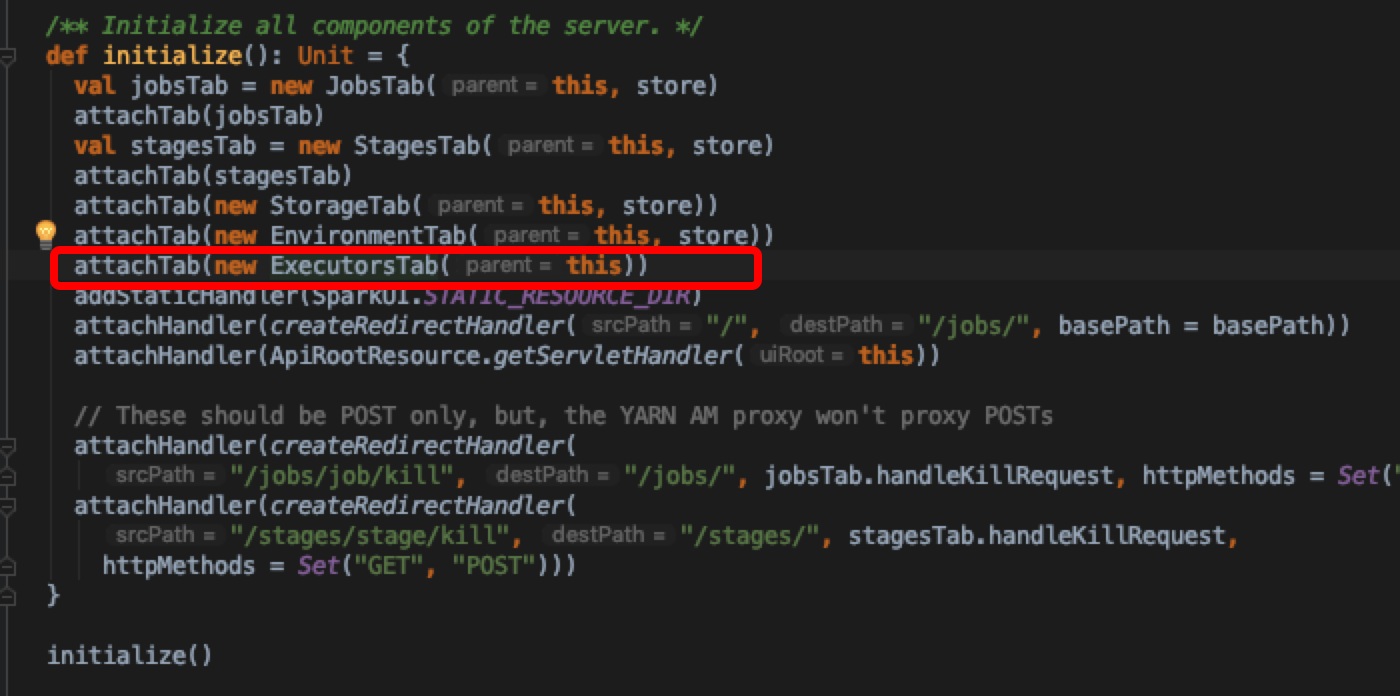 /** Initialize all components of the server. */
def initialize(): Unit = {
val jobsTab = new JobsTab( parent = this, store)
attachTab(jobsTab)
val stagesTab = new StagesTab( parent = this, store)
attachTab(stagesTab)
attachTab(new StorageTab( parent = this, store))
attachTab(new EnvironmentTab( parent = this, store))
attachTab(new ExecutorsTab( parent = this))
addStaticHandler(SparkUI.STATIC_RESOURCE_DIR)
attachHandler(createRedirectHandler( srcPath = "/", destPath = "/jobs/", basePath = basePath))
attachHandler(ApiRootResource.getServletHandler( uiRoot = this))
// These should be POST only, but, the YARN AM proxy won't proxy POSTs
attachHandler(createRedirectHandler(
srcPath = "/jobs/job/kill", destPath = "/jobs/", jobsTab.handleKillRequest, httpMethods = Set("
attachHandler(createRedirectHandler(
srcPath = "/stages/stage/kill", destPath = "/stages/", stagesTab.handleKillRequest,
httpMethods = Set("GET", "POST")))
}
initialize()